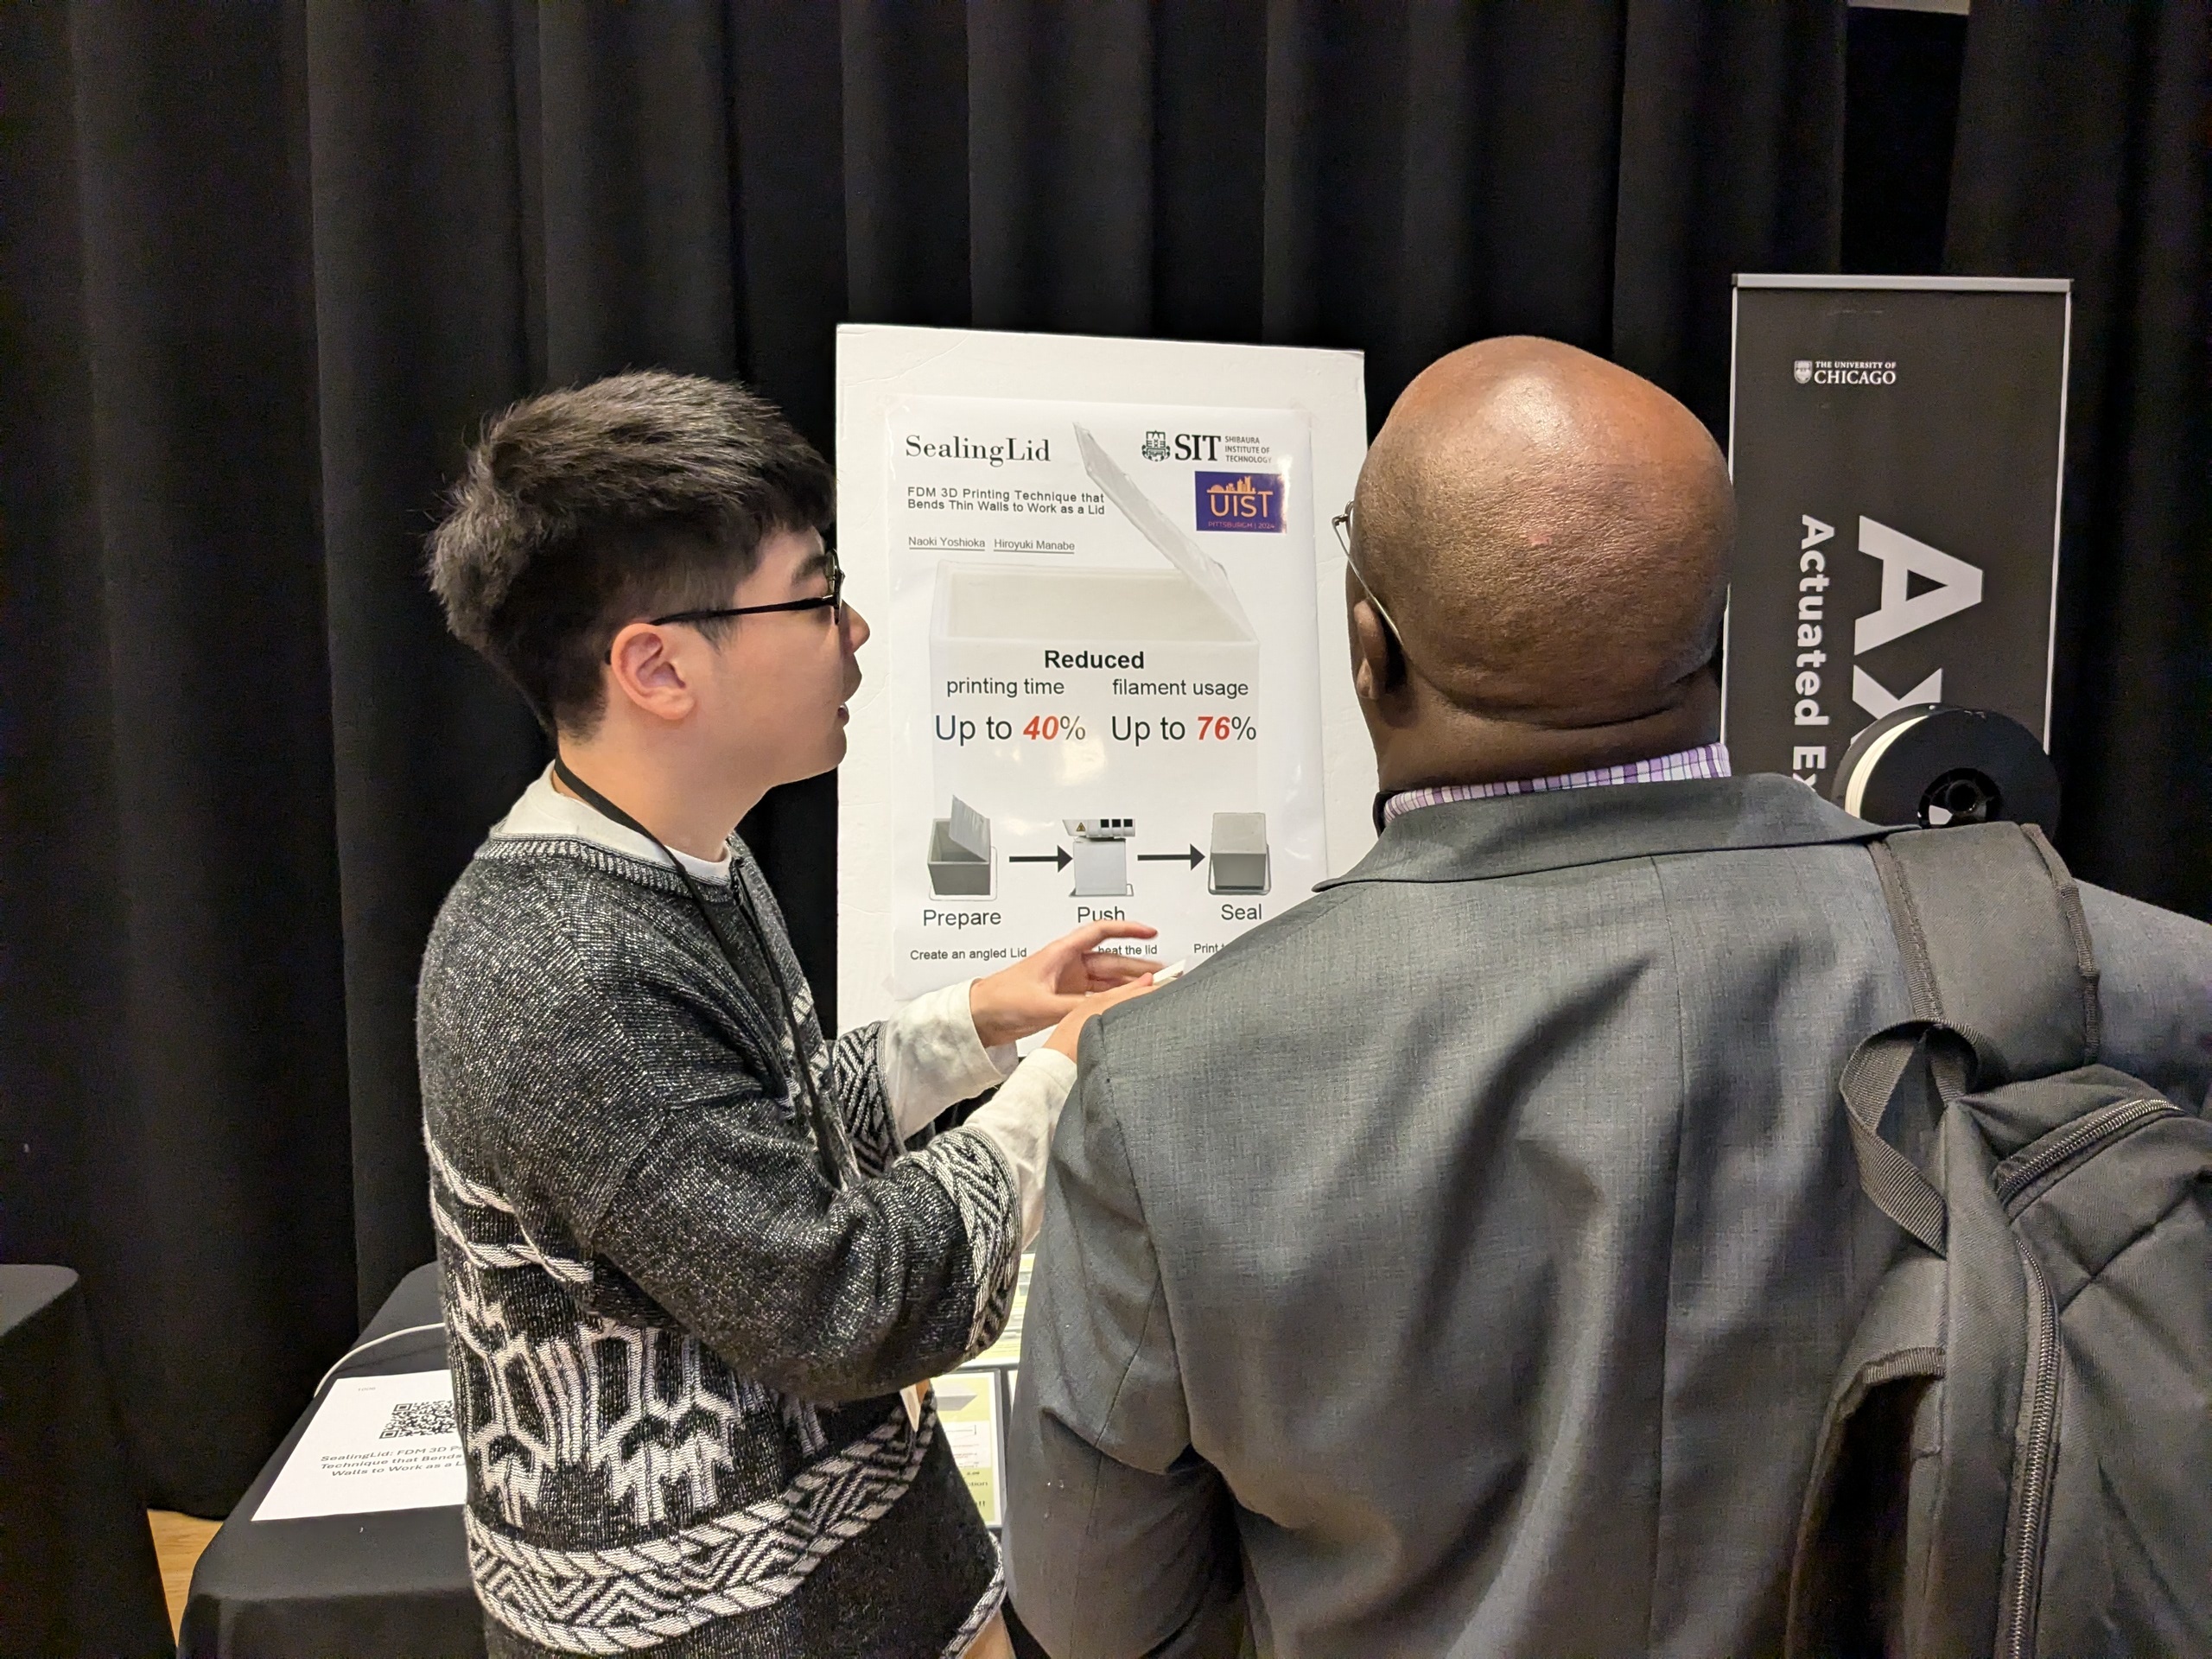 SealingLid
SIT SHIBAURA
INSTITUTE OF
TECHNOLOGY
FDM 3D Printing Technique that
Bends Thin Walls to Work as a Lid
UIST
PITTSBURGH | 2024
Naoki Yoshioka Hiroyuki Manabe
Reduced
printing time filament usage
Up to 40% Up to 76%
Prepare Push Seal
Create an angled Lid heat the lid Print
THE UNIVERSITY OF
CHICAGO
Actuated
SealingLid: FDM 3D
Technique that Bends
Walls to Work as a